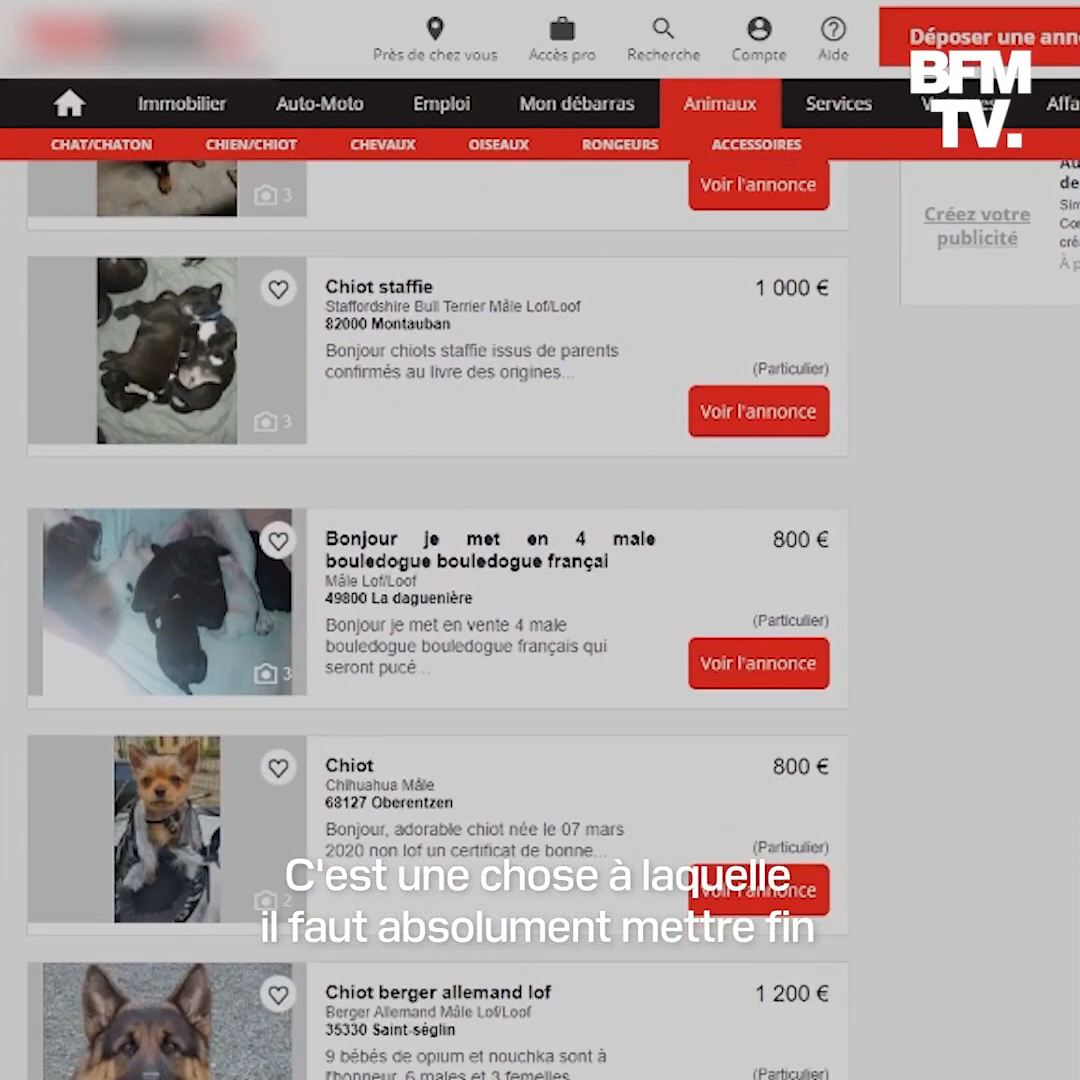 Près de chez vous
Accès pro
Recherche
Compte
Aide
Déposer une ann
BFM
TV.
Immobilier
Auto-Moto
Emploi
Mon débarras
Animaux
Services
Affa
CHAT/CHATON
CHIEN/CHIOT
CHEVAUX
OISEAUX
RONGEURS
ACCESSOIRES
3
Voir l'annonce
Créez votre
publicité
Au
de
Sim
cré
À p
Chiot staffie
1 000 €
Staffordshire Bull Terrier Mâle Lof/Loof
82000 Montauban
Bonjour chiots staffie issus de parents
confirmés au livre des origines...
(Particulier)
3
Voir l'annonce
Bonjour je met en 4 male
bouledogue bouledogue françai
800 €
Mâle Lof/Loof
49800 La daguenière
Bonjour je met en vente 4 male
bouledogue bouledogue français qui
seront pucé...
(Particulier)
3
Voir l'annonce
Chiot
800 €
Chihuahua Mâle
68127 Oberentzen
Bonjour, adorable chiot née le 07 mars
2020 non lof un certificat de bonne...
(Particulier)
2
Voir l'annonce
C'est une chose à laquelle
il faut absolument mettre fin
Chiot berger allemand lof
1 200 €
Berger Allemand Mâle Lof/Loof
35330 Saint-séglin
9 bébés de opium et nouchka sont à
l'honneur, 6 males et 3 femelles
(Particulier)